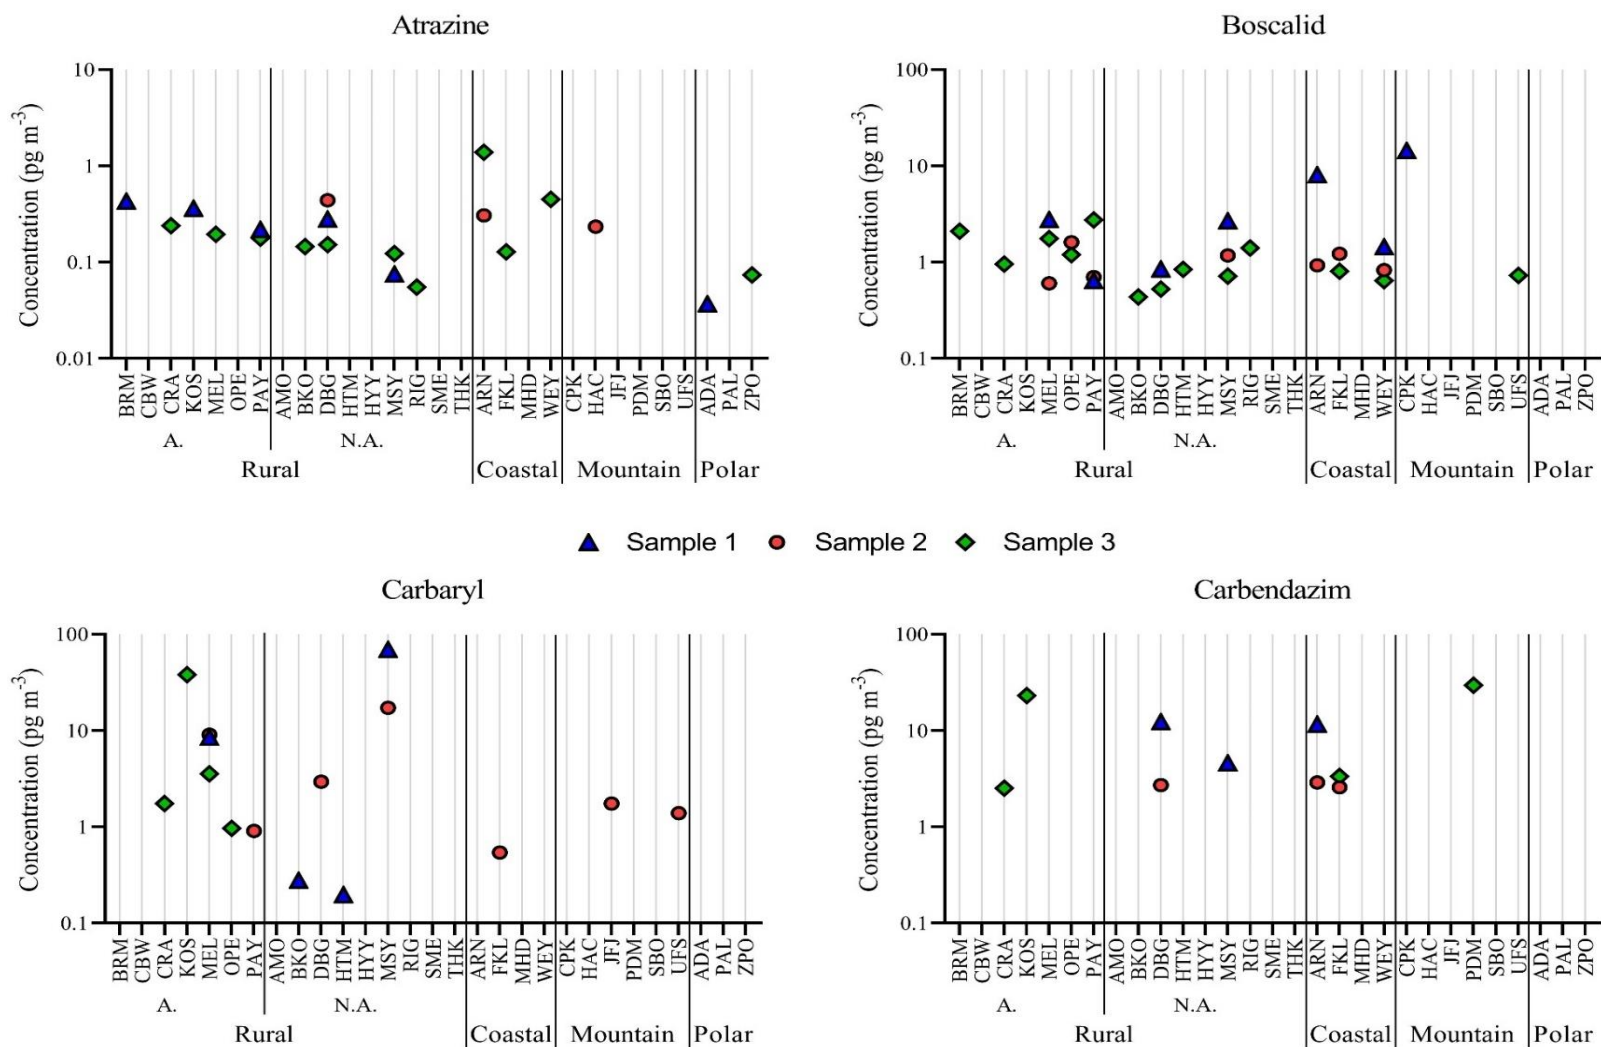 Atrazine
Concentration (pg m-3)
10
1
0.1
0.01
BRM CBW CRA KOS MEL OPE PAY AMO BKO DBG HTM HYY MSY RIG SME THK ARN FKL MHD WEY CPK HAC JFJ PDM SBO UFS ADA PAL ZPO
A. N.A.
Rural Coastal Mountain Polar
Boscalid
Concentration (pg m-3)
100
10
1
0.1
BRM CBW CRA KOS MEL OPE PAY AMO BKO DBG HTM HYY MSY RIG SME THK ARN FKL MHD WEY CPK HAC JFJ PDM SBO UFS ADA PAL ZPO
A. N.A.
Rural Coastal Mountain Polar
Sample 1 Sample 2 Sample 3
Carbaryl
Concentration (pg m-3)
100
10
1
0.1
BRM CBW CRA KOS MEL OPE PAY AMO BKO DBG HTM HYY MSY RIG SME THK ARN FKL MHD WEY CPK HAC JFJ PDM SBO UFS ADA PAL ZPO
A. N.A.
Rural Coastal Mountain Polar
Carbendazim
Concentration (pg m-3)
100
10
1
0.1
BRM CBW CRA KOS MEL OPE PAY AMO BKO DBG HTM HYY MSY RIG SME THK ARN FKL MHD WEY CPK HAC JFJ PDM SBO UFS ADA PAL ZPO
A. N.A.
Rural Coastal Mountain Polar